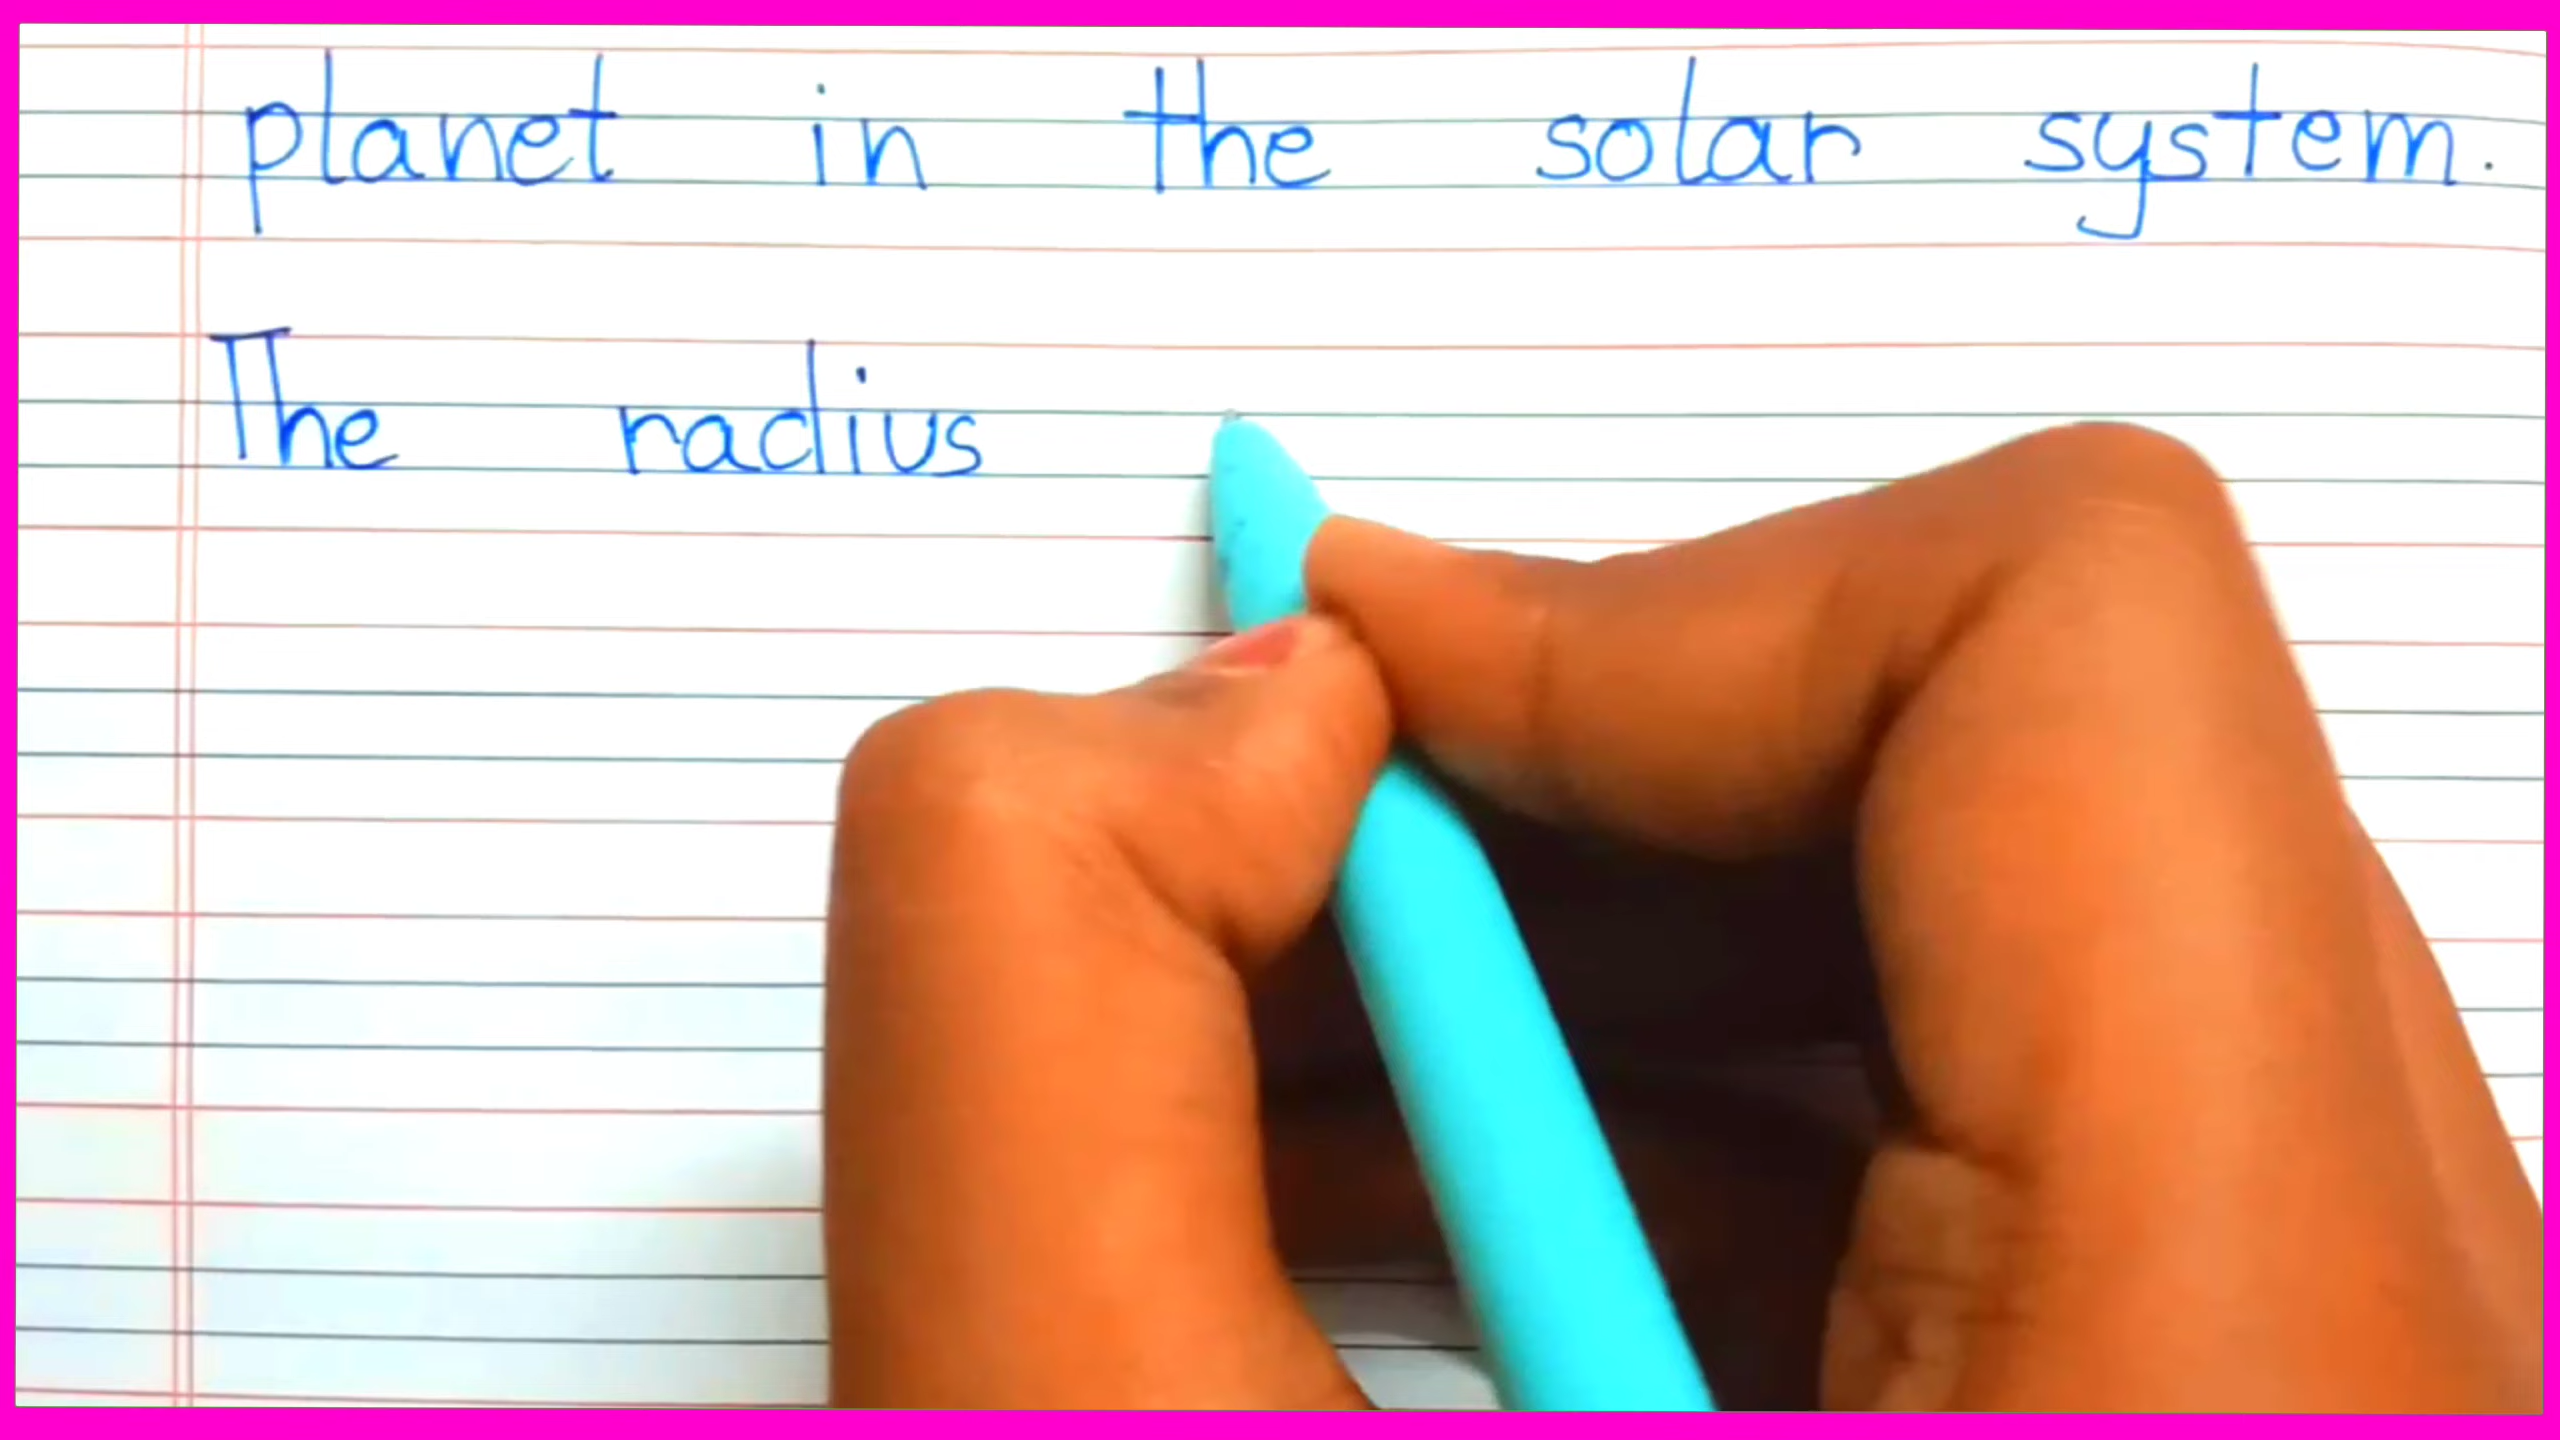 planet in the solar system.
The radius